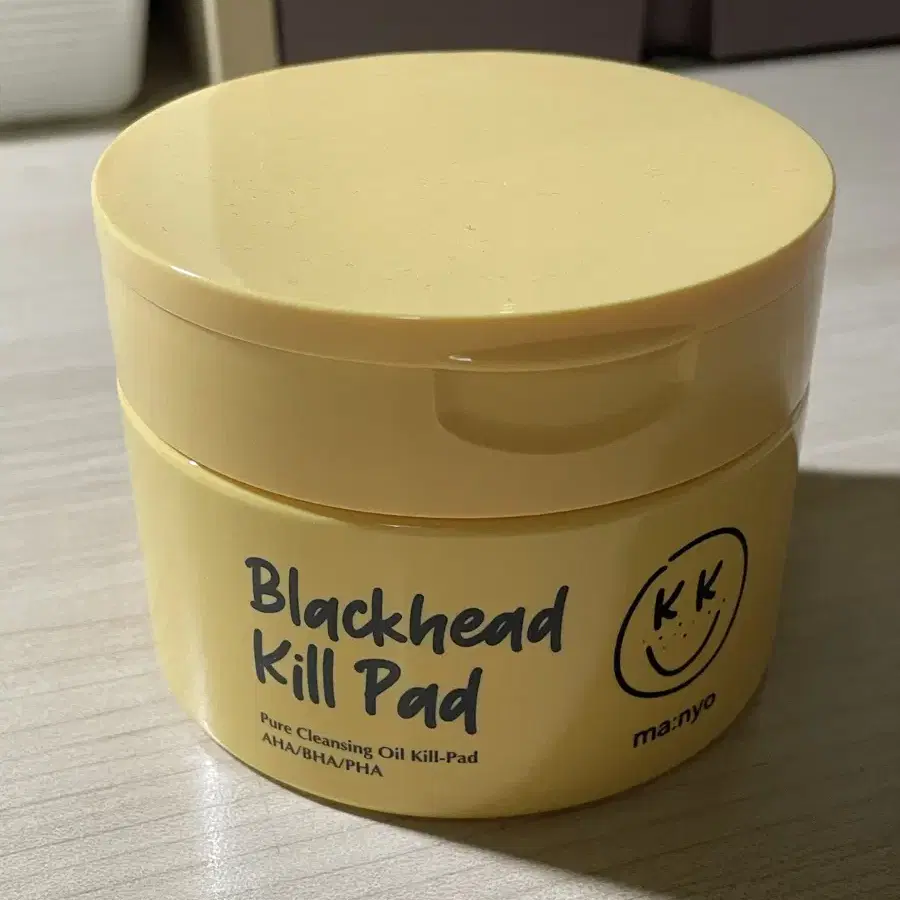 Blackhead
Kill Pad
Pure Cleansing Oil Kill-Pad
AHA/BHA/PHA
KK
ma:nyo